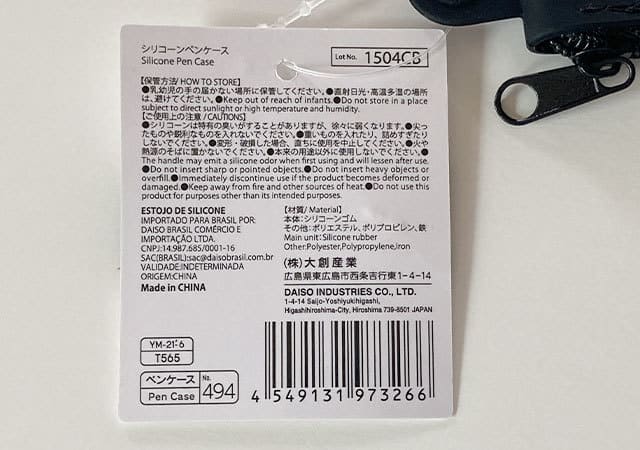 シリコーンペンケース
Silicone Pen Case
Lot No. 1504CB
【保管方法/ HOW TO STORE】
●乳幼児の手の届かない場所に保管してください。●直射日光・高温多湿の場所
は、避けてください。●Keep out of reach of infants.●Do not store in a place
subject to direct sunlight or high temperature and humidity.
【ご使用上の注意 /CAUTIONS】
●シリコーンは特有の臭いがすることがありますが、徐々に弱くなります。●尖っ
たものや鋭利なものを入れないでください。●重いものを入れたり、詰めすぎたり
しないでください。●変形・破損した場合、直ちに使用を中止してください。●火や
熱源のそばに置かないでください。●本来の用途以外に使用しないでください。●
The handle may emit a silicone odor when first using and will lessen after use.
●Do not insert sharp or pointed objects.●Do not insert heavy objects or
overfill.●Immediately discontinue use if the product becomes deformed or
damaged.●Keep away from fire and other sources of heat.●Do not use this
product for purposes other than its intended purposes.
ESTOJO DE SILICONE
IMPORTADO PARA BRASIL POR:
DAISO BRASIL COMÉRCIO E
IMPORTAÇÃO LTDA.
CNPJ:14.987.685/0001-16
SAC(BRASIL):sac@daisobrasil.com.br
VALIDADE:INDETERMINADA
ORIGEM:CHINA
Made in CHINA
【材質/ Material】
本体:シリコーンゴム
その他:ポリエステル、ポリプロピレン、鉄
Main unit:Silicone rubber
Other:Polyester,Polypropylene,iron
(株)大創産業
広島県東広島市西条吉行東1-4-14
DAISO INDUSTRIES CO., LTD.
1-4-14 Saijo-Yoshiyukihigashi,
Higashihiroshima-City, Hiroshima 739-8501 JAPAN
YM-21-6
T565
ペンケース
Pen Case
No. 494
4 549131 973266